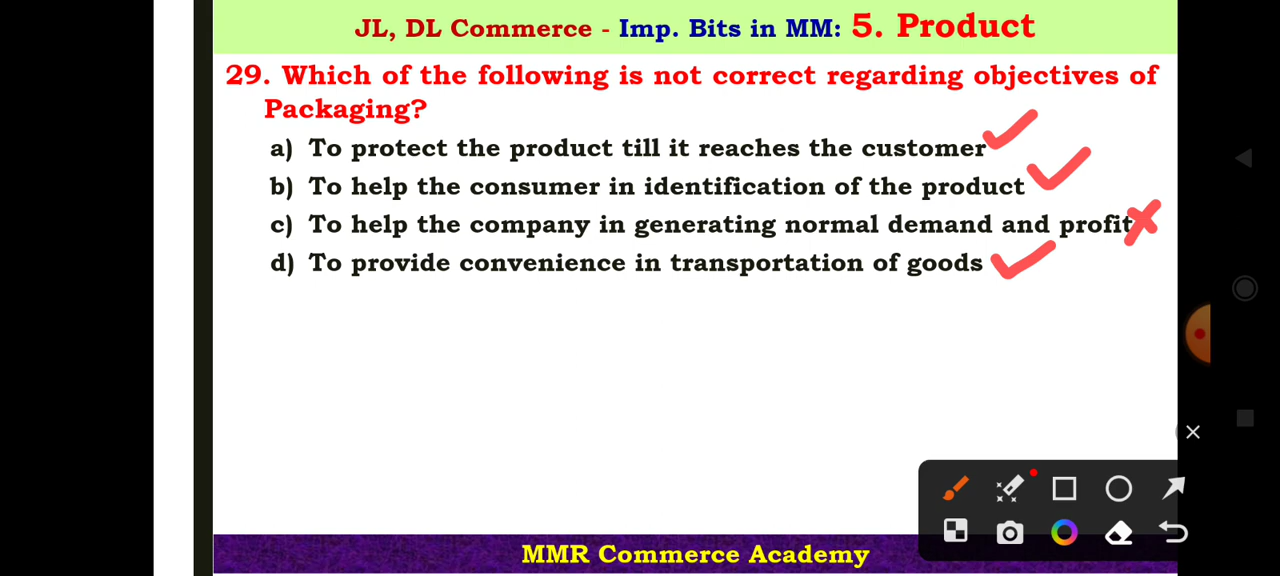 JL, DL Commerce - Imp. Bits in MM: 5. Product
29. Which of the following is not correct regarding objectives of
Packaging?
a) To protect the product till it reaches the customer
b) To help the consumer in identification of the product
c) To help the company in generating normal demand and profit
d) To provide convenience in transportation of goods
MMR Commerce Academy